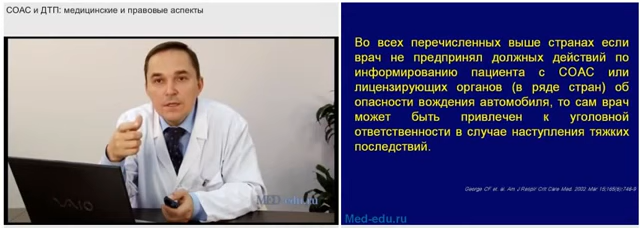 СОАС и ДТП: медицинские и правовые аспекты
VAIO
MED-edu.ru
Во всех перечисленных выше странах если
врач не предпринял должных действий по
информированию пациента с СОАС или
лицензирующих органов (в ряде стран) об
опасности вождения автомобиля, то сам врач
может быть привлечен к уголовной
ответственности в случае наступления тяжких
последствий.
George CF et. al. Am J Respir Crit Care Med. 2002 Mar 15;165(6):746-9
Med-edu.ru